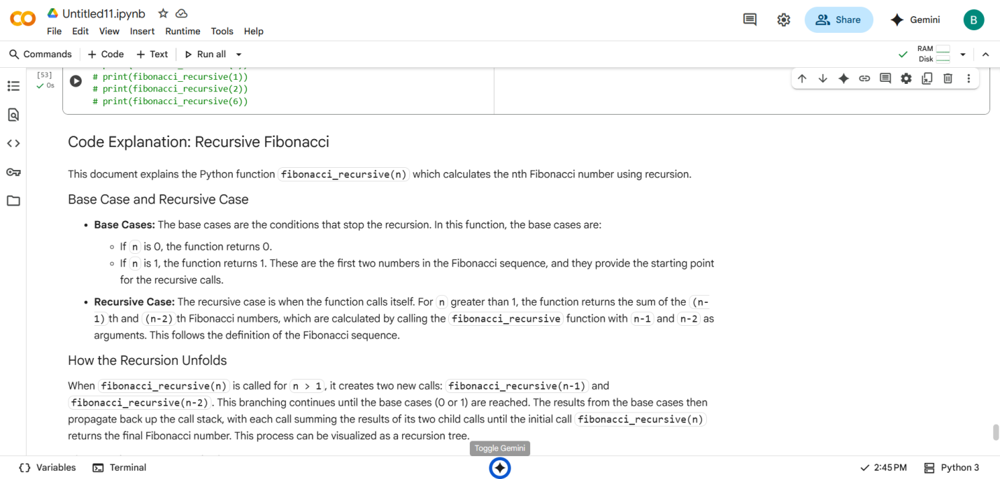 Untitled11.ipynb
File Edit View Insert Runtime Tools Help
Share
Gemini
B
Commands + Code + Text Run all
RAM
Disk
[53]
0s
# print(fibonacci_recursive(1))
# print(fibonacci_recursive(2))
# print(fibonacci_recursive(6))
Code Explanation: Recursive Fibonacci
This document explains the Python function fibonacci_recursive(n) which calculates the nth Fibonacci number using recursion.
Base Case and Recursive Case
• Base Cases: The base cases are the conditions that stop the recursion. In this function, the base cases are:
◦ If n is 0, the function returns 0.
◦ If n is 1, the function returns 1. These are the first two numbers in the Fibonacci sequence, and they provide the starting point
for the recursive calls.
• Recursive Case: The recursive case is when the function calls itself. For n greater than 1, the function returns the sum of the (n-
1) th and (n-2) th Fibonacci numbers, which are calculated by calling the fibonacci_recursive function with n-1 and n-2 as
arguments. This follows the definition of the Fibonacci sequence.
How the Recursion Unfolds
When fibonacci_recursive(n) is called for n > 1, it creates two new calls: fibonacci_recursive(n-1) and
fibonacci_recursive(n-2). This branching continues until the base cases (0 or 1) are reached. The results from the base cases then
propagate back up the call stack, with each call summing the results of its two child calls until the initial call fibonacci_recursive(n)
returns the final Fibonacci number. This process can be visualized as a recursion tree.
Toggle Gemini
{} Variables Terminal
2:45 PM Python 3